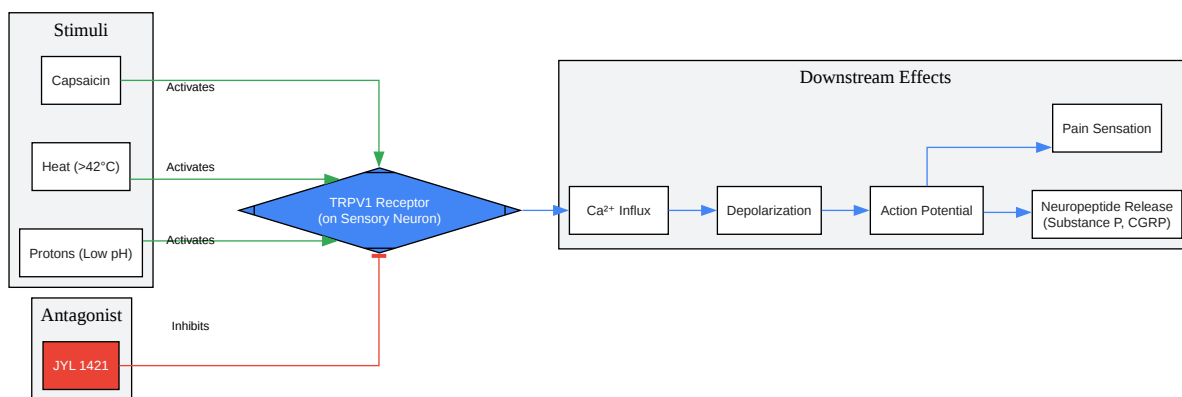 Stimuli
Capsaicin
Activates
Heat (>42°C)
Activates
Protons (Low pH)
Activates
Antagonist
JYL 1421
Inhibits
TRPV1 Receptor
(on Sensory Neuron)
Downstream Effects
Ca²⁺ Influx
Depolarization
Action Potential
Pain Sensation
Neuropeptide Release
(Substance P, CGRP)